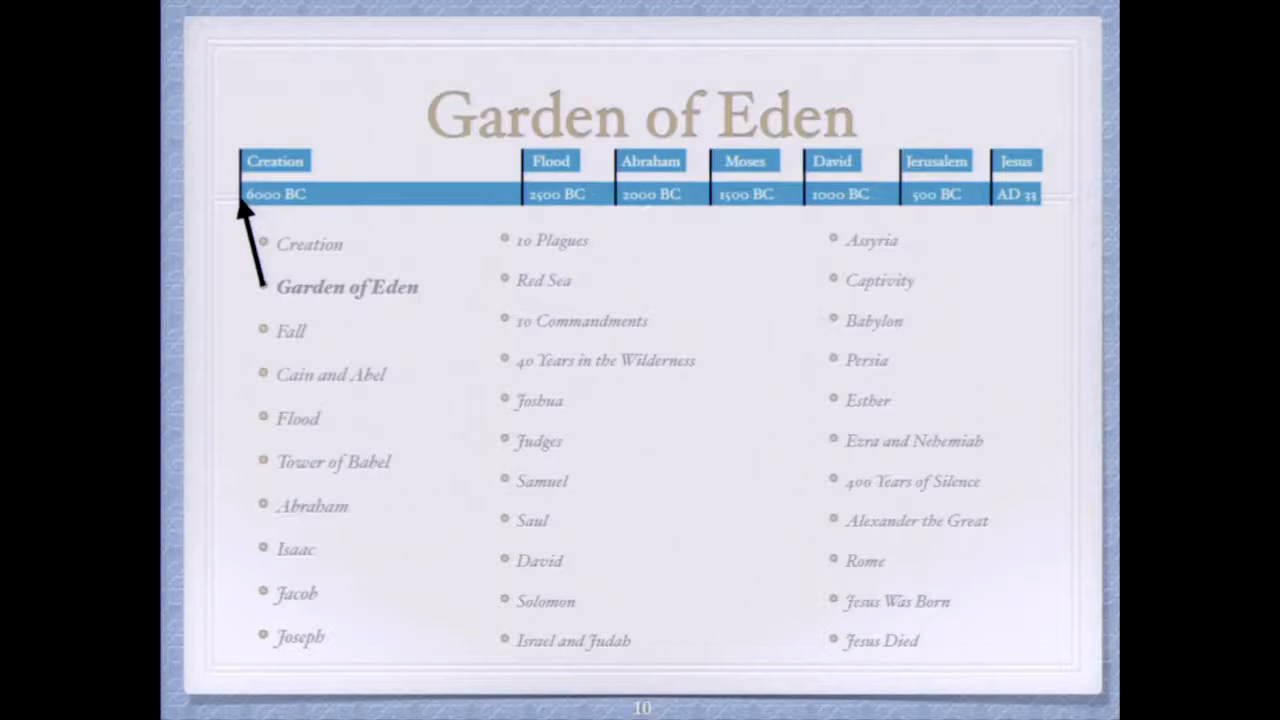 Garden of Eden
Creation Flood Abraham Moses David Jerusalem Jesus
6000 BC 2500 BC 2000 BC 1500 BC 1000 BC 500 BC AD 33
Creation
Garden of Eden
Fall
Cain and Abel
Flood
Tower of Babel
Abraham
Isaac
Jacob
Joseph
10 Plagues
Red Sea
10 Commandments
40 Years in the Wilderness
Joshua
Judges
Samuel
Saul
David
Solomon
Israel and Judah
Assyria
Captivity
Babylon
Persia
Esther
Ezra and Nehemiah
400 Years of Silence
Alexander the Great
Rome
Jesus Was Born
Jesus Died
10